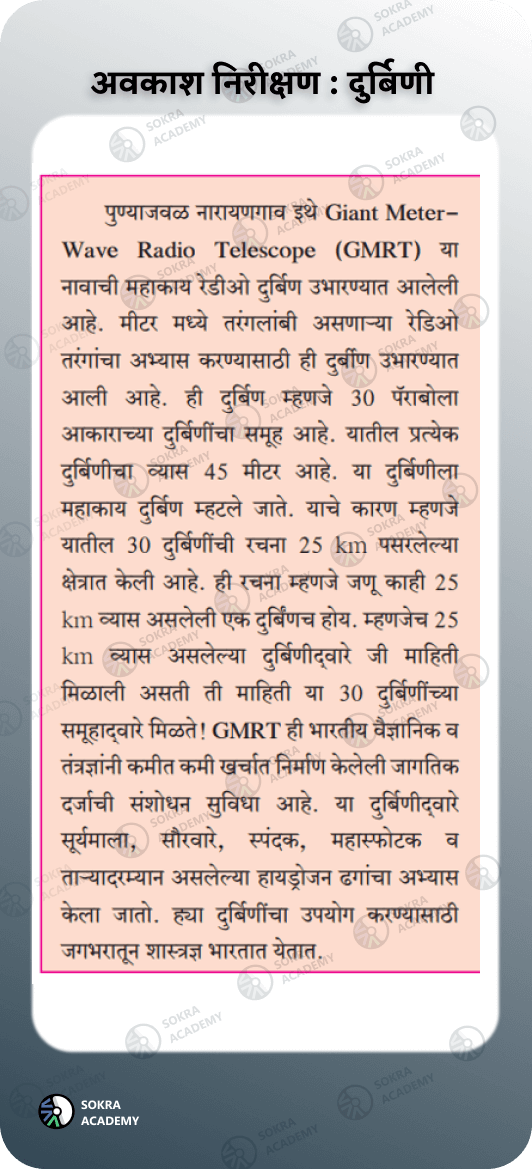 अवकाश निरीक्षण : दुर्बिणी
पुण्याजवळ नारायणगाव इथे Giant Meter-
Wave Radio Telescope (GMRT) या
नावाची महाकाय रेडीओ दुर्बिण उभारण्यात आलेली
आहे. मीटर मध्ये तरंगलांबी असणाऱ्या रेडिओ
तरंगांचा अभ्यास करण्यासाठी ही दुर्बीण उभारण्यात
आली आहे. ही दुर्बिण म्हणजे 30 पॅराबोला
आकाराच्या दुर्बिणींचा समूह आहे. यातील प्रत्येक
दुर्बिणीचा व्यास 45 मीटर आहे. या दुर्बिणीला
महाकाय दुर्बिण म्हटले जाते. याचे कारण म्हणजे
यातील 30 दुर्बिणींची रचना 25 km पसरलेल्या
क्षेत्रात केली आहे. ही रचना म्हणजे जणू काही 25
km व्यास असलेली एक दुर्बिणच होय. म्हणजेच 25
km व्यास असलेल्या दुर्बिणीद्‌वारे जी माहिती
मिळाली असती ती माहिती या 30 दुर्बिणींच्या
समूहाद्‌वारे मिळते! GMRT ही भारतीय वैज्ञानिक व
तंत्रज्ञांनी कमीत कमी खर्चात निर्माण केलेली जागतिक
दर्जाची संशोधन सुविधा आहे. या दुर्बिणीद्‌वारे
सूर्यमाला, सौरवारे, स्पंदक, महास्फोटक व
ताऱ्यादरम्यान असलेल्या हायड्रोजन ढगांचा अभ्यास
केला जातो. ह्या दुर्बिणींचा उपयोग करण्यासाठी
जगभरातून शास्त्रज्ञ भारतात येतात.
SOKRA
ACADEMY